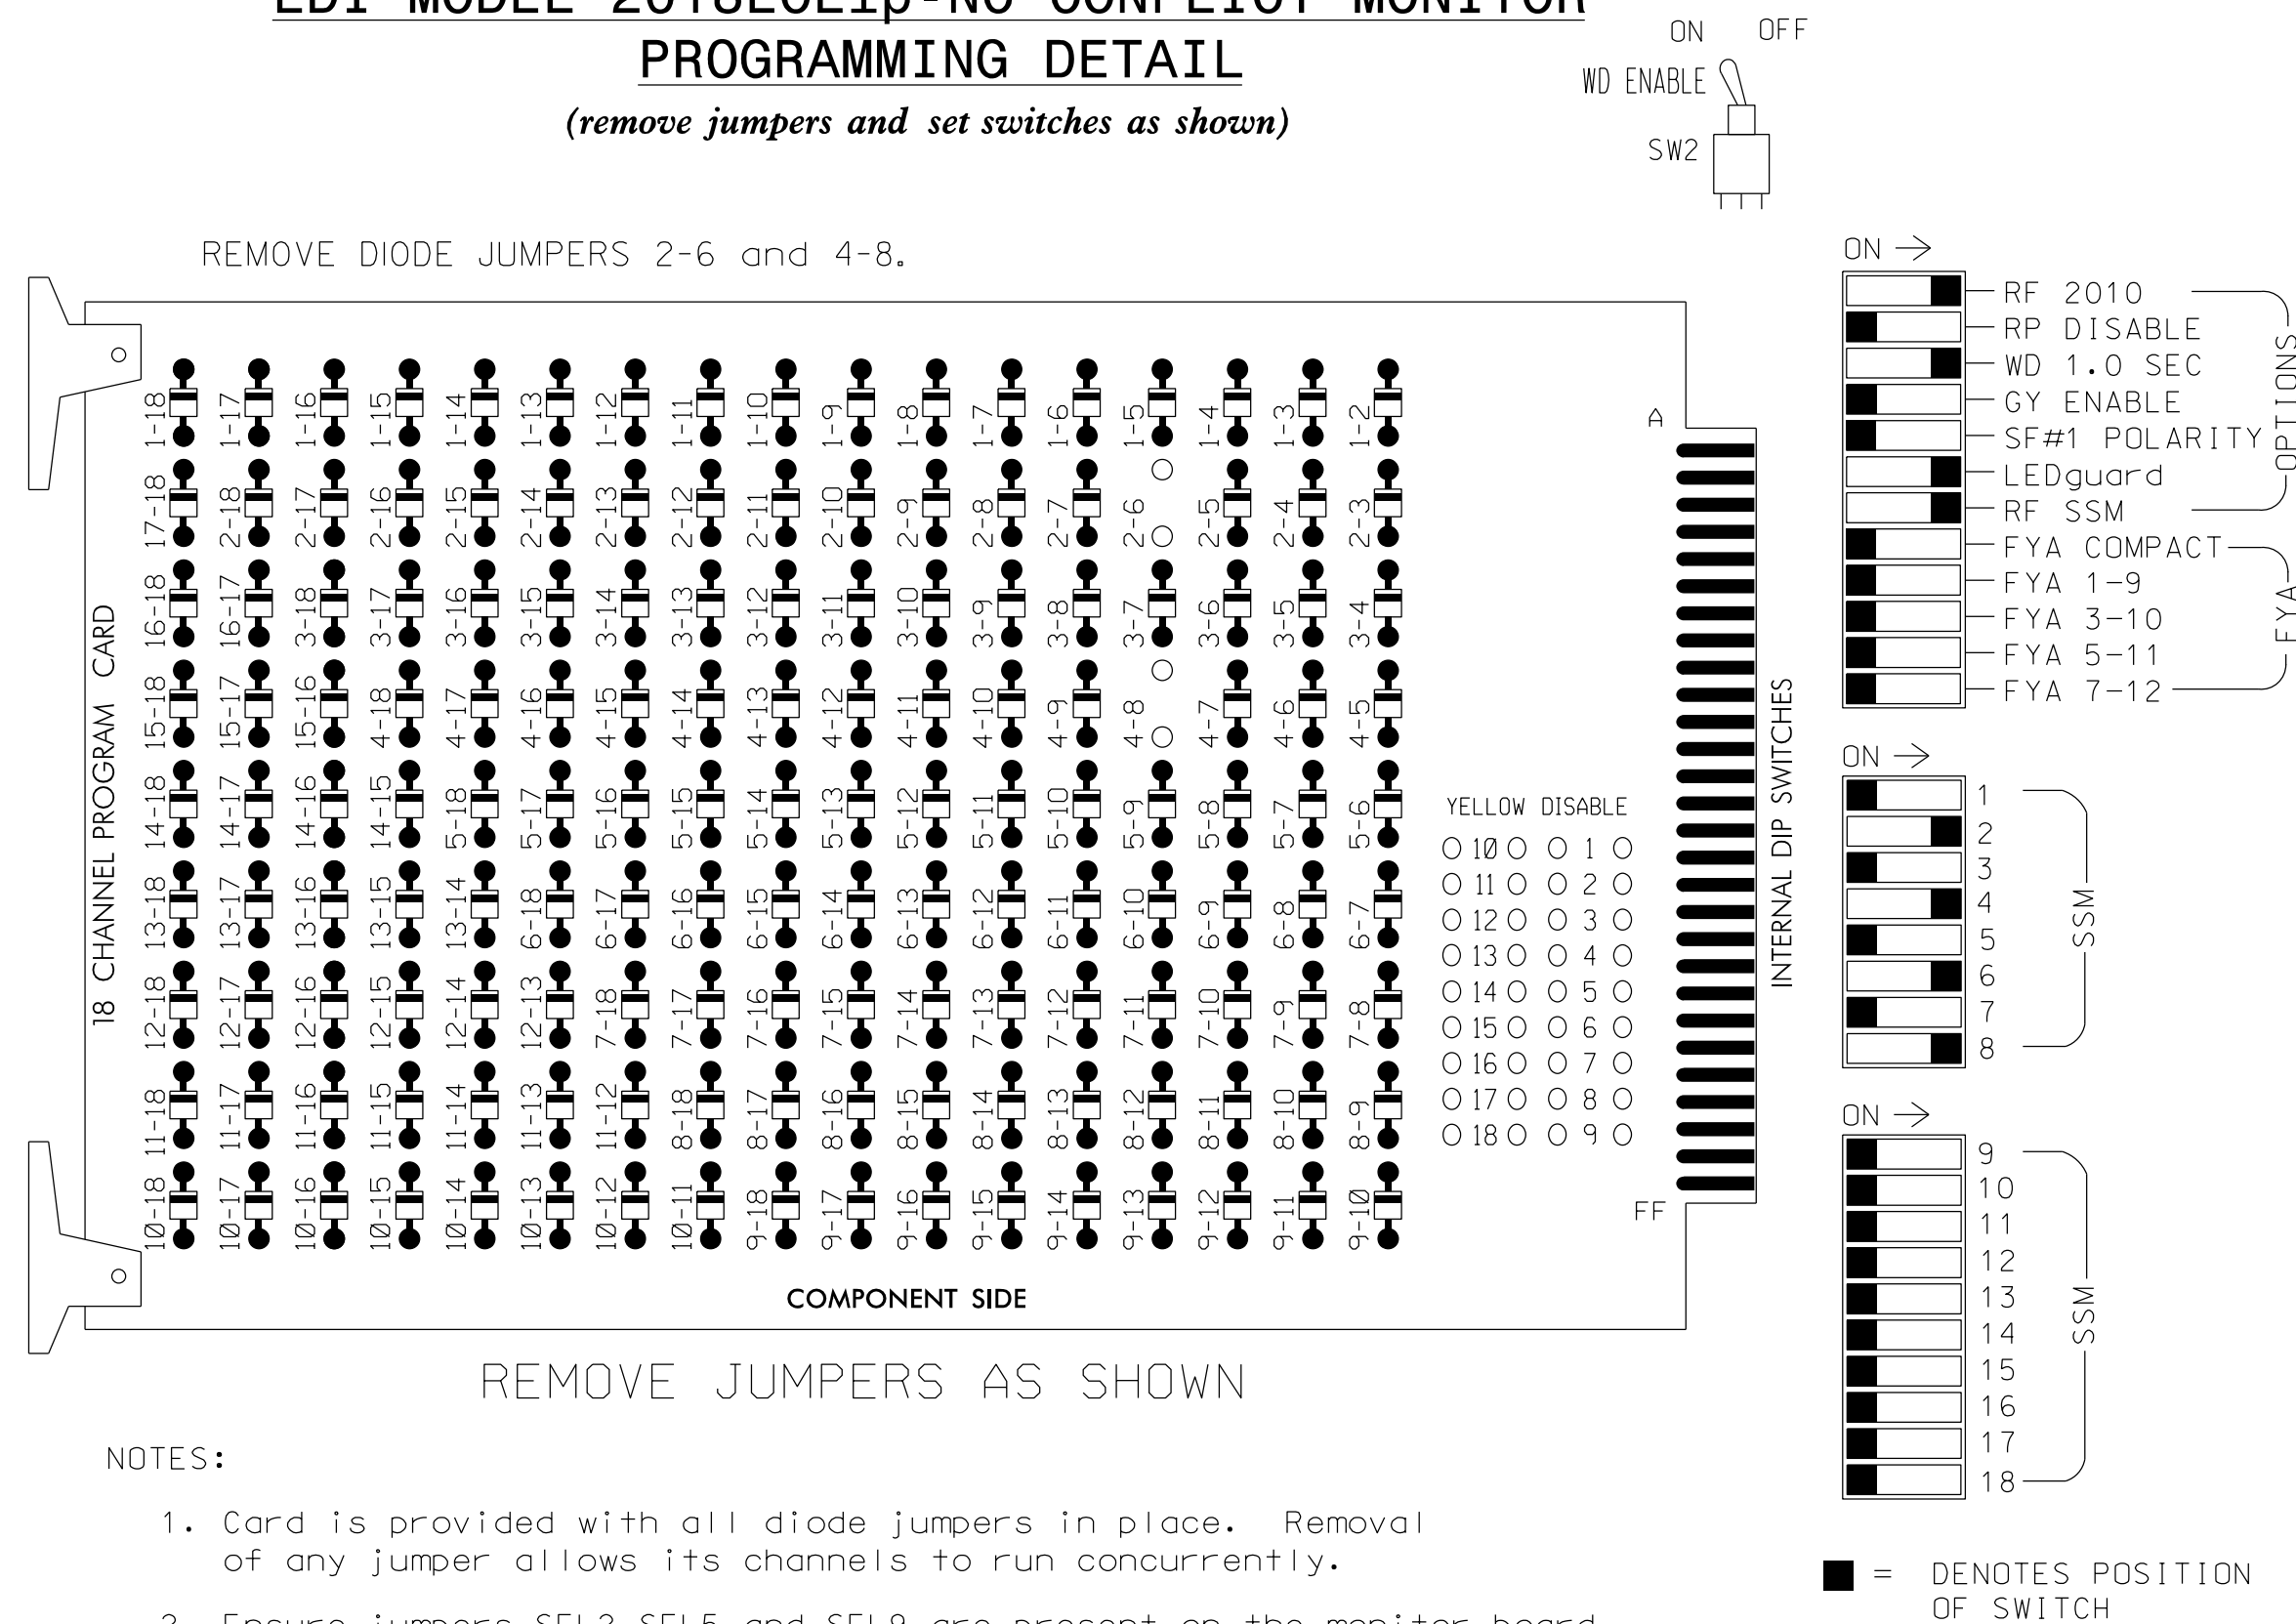 PROGRAMMING DETAIL
(remove jumpers and set switches as shown)
ON OFF
WD ENABLE
SW2
REMOVE DIODE JUMPERS 2-6 and 4-8.
18 CHANNEL PROGRAM CARD
1-18 1-17 1-16 1-15 1-14 1-13 1-12 1-11 1-10 1-9 1-8 1-7 1-6 1-5 1-4 1-3 1-2
17-18 2-18 2-17 2-16 2-15 2-14 2-13 2-12 2-11 2-10 2-9 2-8 2-7 2-6 2-5 2-4 2-3
16-18 16-17 3-18 3-17 3-16 3-15 3-14 3-13 3-12 3-11 3-10 3-9 3-8 3-7 3-6 3-5 3-4
15-18 15-17 15-16 4-18 4-17 4-16 4-15 4-14 4-13 4-12 4-11 4-10 4-9 4-8 4-7 4-6 4-5
14-18 14-17 14-16 14-15 5-18 5-17 5-16 5-15 5-14 5-13 5-12 5-11 5-10 5-9 5-8 5-7 5-6
13-18 13-17 13-16 13-15 13-14 6-18 6-17 6-16 6-15 6-14 6-13 6-12 6-11 6-10 6-9 6-8 6-7
12-18 12-17 12-16 12-15 12-14 12-13 7-18 7-17 7-16 7-15 7-14 7-13 7-12 7-11 7-10 7-9 7-8
11-18 11-17 11-16 11-15 11-14 11-13 11-12 8-18 8-17 8-16 8-15 8-14 8-13 8-12 8-11 8-10 8-9
10-18 10-17 10-16 10-15 10-14 10-13 10-12 10-11 9-18 9-17 9-16 9-15 9-14 9-13 9-12 9-11 9-10
A
YELLOW DISABLE
10 1
11 2
12 3
13 4
14 5
15 6
16 7
17 8
18 9
FF
COMPONENT SIDE
INTERNAL DIP SWITCHES
ON →
RF 2010
RP DISABLE
WD 1.0 SEC
GY ENABLE
SF#1 POLARITY
LEDguard
RF SSM
OPTIONS
FYA COMPACT
FYA 1-9
FYA 3-10
FYA 5-11
FYA 7-12
FYA
ON →
1
2
3
4
5
6
7
8
SSM
ON →
9
10
11
12
13
14
15
16
17
18
SSM
REMOVE JUMPERS AS SHOWN
NOTES:
1. Card is provided with all diode jumpers in place. Removal
of any jumper allows its channels to run concurrently.
= DENOTES POSITION
OF SWITCH